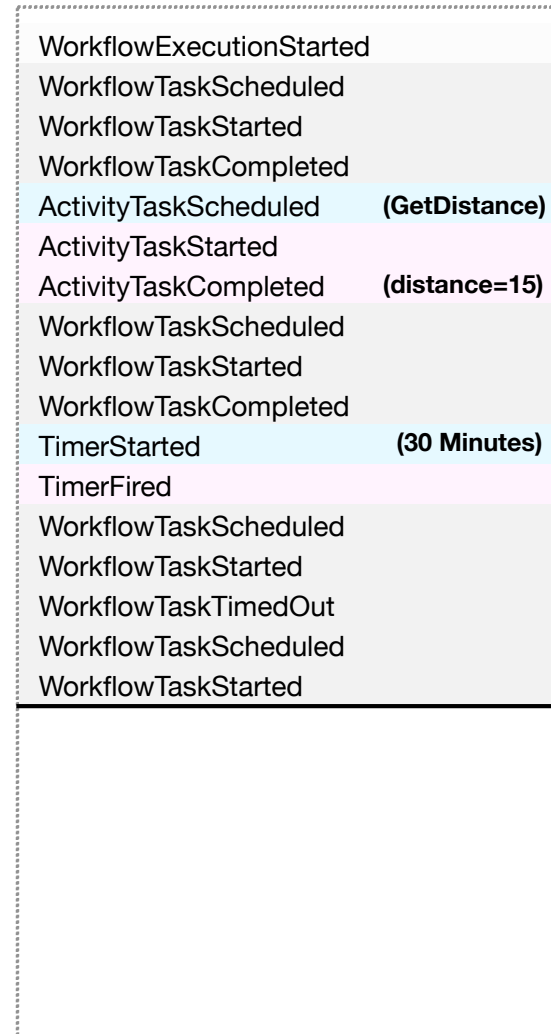 WorkflowExecutionStarted
WorkflowTaskScheduled
WorkflowTaskStarted
WorkflowTaskCompleted
ActivityTaskScheduled (GetDistance)
ActivityTaskStarted
ActivityTaskCompleted (distance=15)
WorkflowTaskScheduled
WorkflowTaskStarted
WorkflowTaskCompleted
TimerStarted (30 Minutes)
TimerFired
WorkflowTaskScheduled
WorkflowTaskStarted
WorkflowTaskTimedOut
WorkflowTaskScheduled
WorkflowTaskStarted